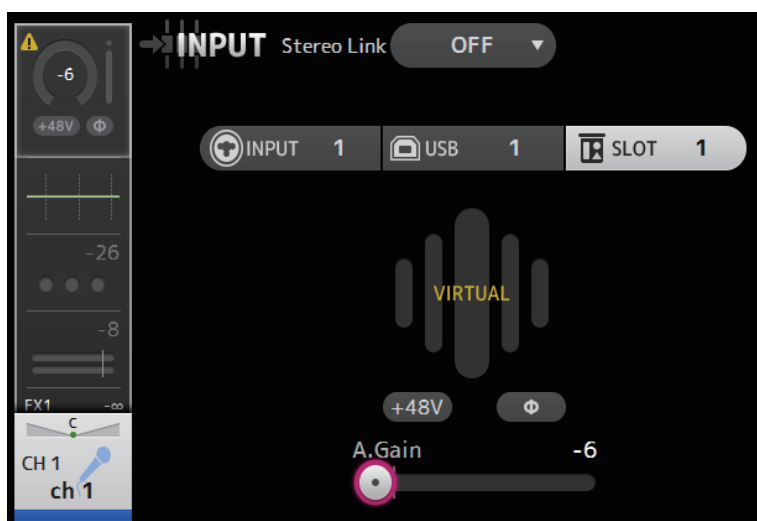 -6
+48V Φ
-26
-8
FX1 -∞
C
CH 1
ch 1
INPUT Stereo Link OFF
INPUT 1 USB 1 SLOT 1
VIRTUAL
+48V Φ
A.Gain -6